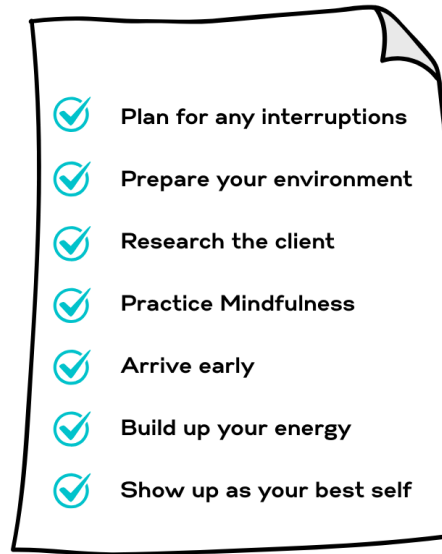 Plan for any interruptions
Prepare your environment
Research the client
Practice Mindfulness
Arrive early
Build up your energy
Show up as your best self